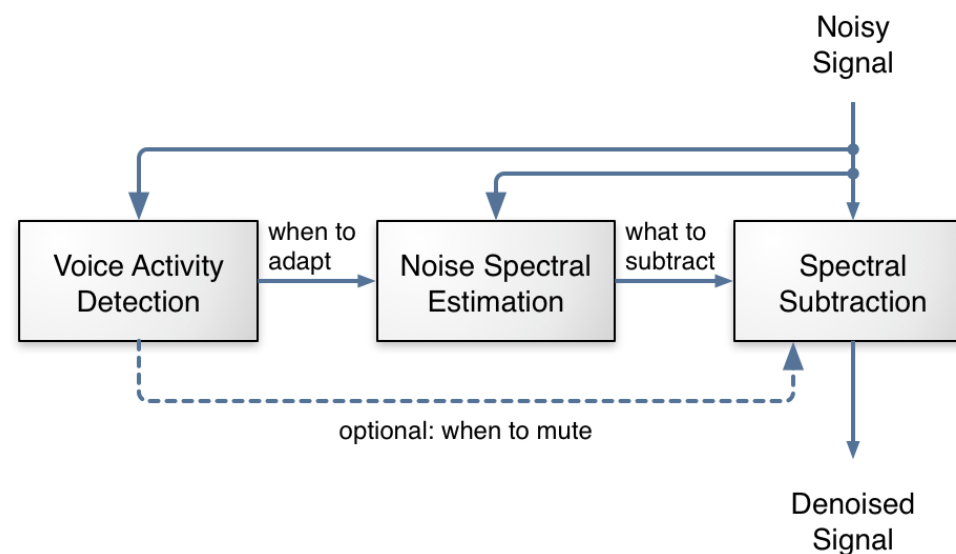 Noisy
Signal
Voice Activity
Detection
when to
adapt
Noise Spectral
Estimation
what to
subtract
Spectral
Subtraction
optional: when to mute
Denoised
Signal